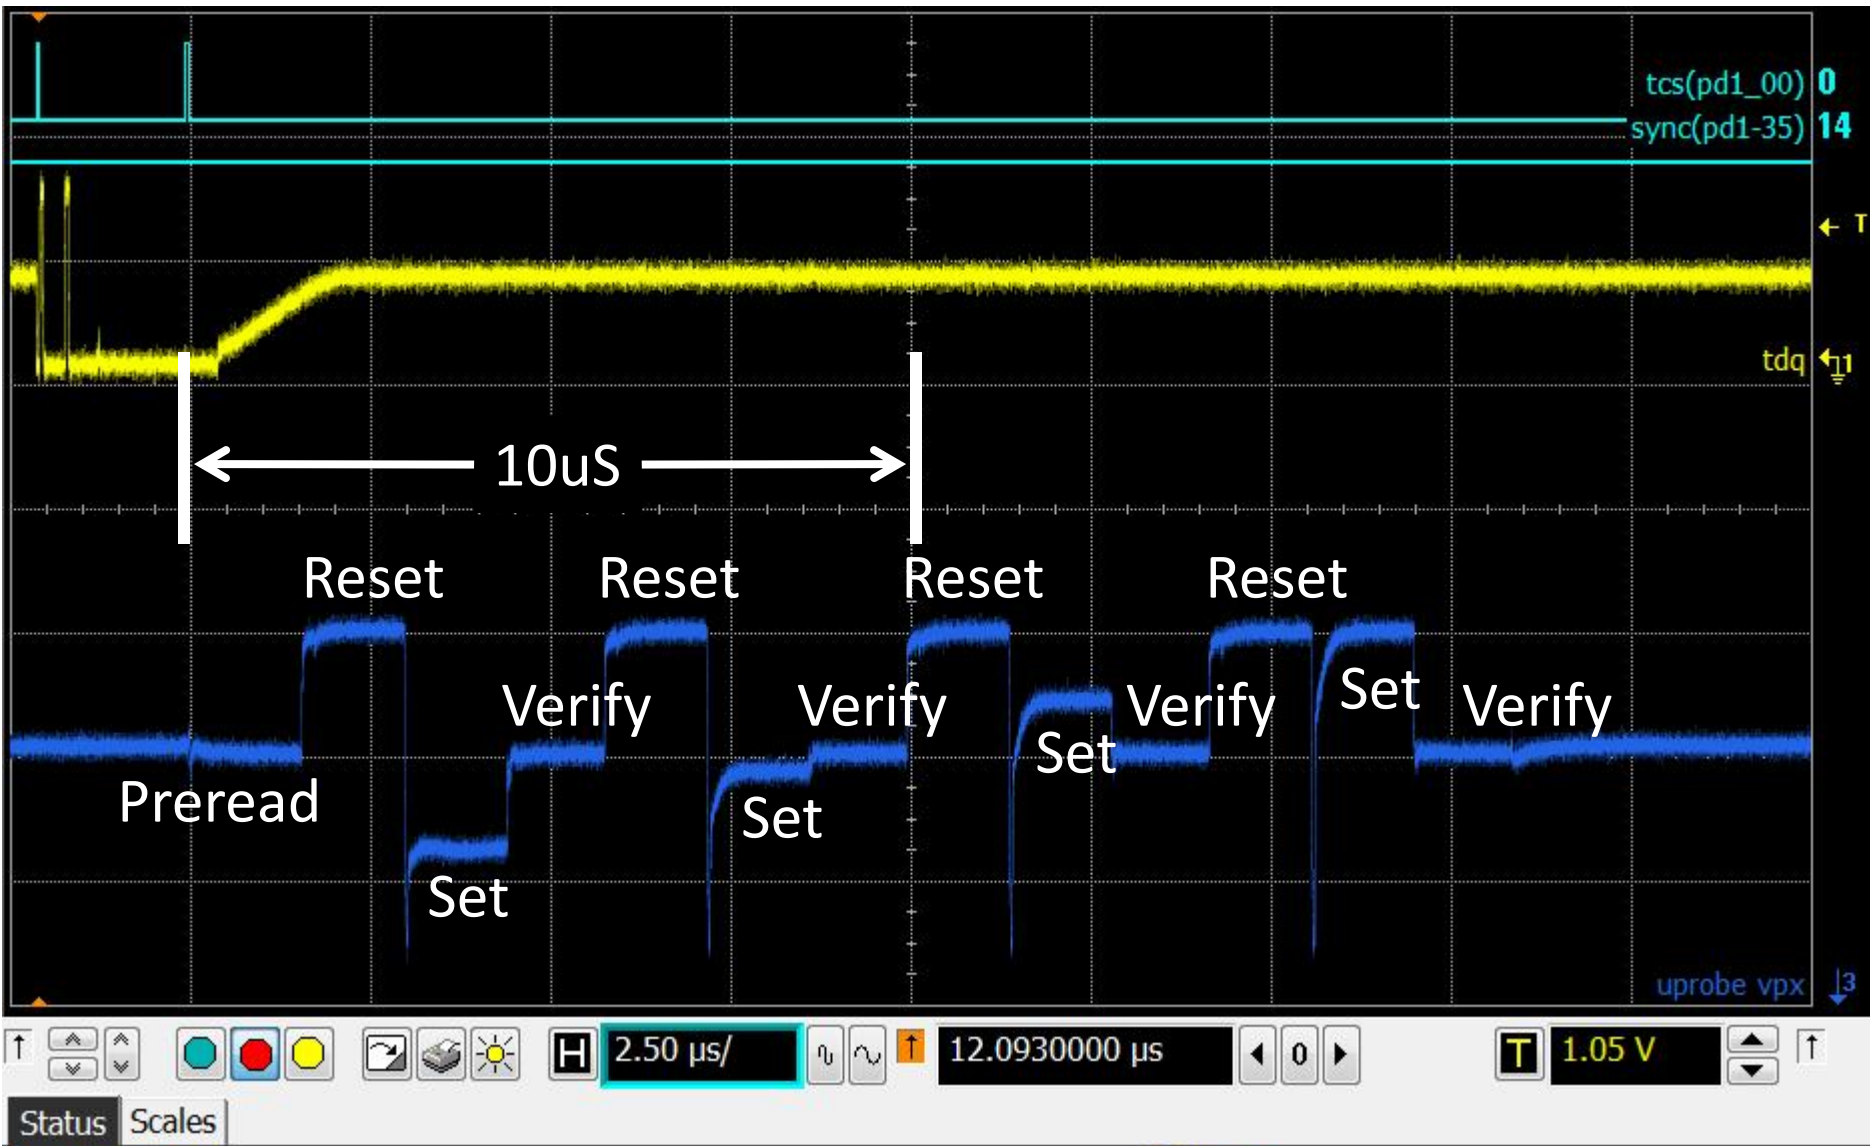 tcs(pd1_00) 0
sync(pd1-35) 14
T
tdq 1
10uS
Reset Reset Reset Reset
Verify Verify Verify Set Verify
Set
Preread Set
Set
uprobe vpx 3
H 2.50 µs/ 12.0930000 µs 0 T 1.05 V
Status Scales